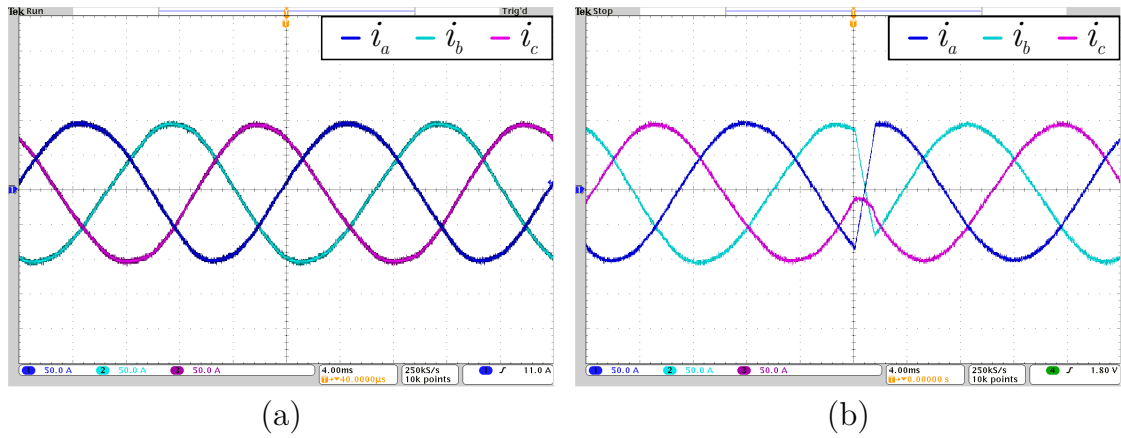 Tek Run Trig'd
T
T
i_a i_b i_c
1
1 50.0 A 2 50.0 A 3 50.0 A
4.00ms
T→▼40.0000µs
250kS/s
10k points
1 ʃ 11.0 A
(a)
Tek Stop
T
T
i_a i_b i_c
1
1 50.0 A 2 50.0 A 3 50.0 A
4.00ms
T→▼0.00000 s
250kS/s
10k points
4 ʃ 1.80 V
(b)